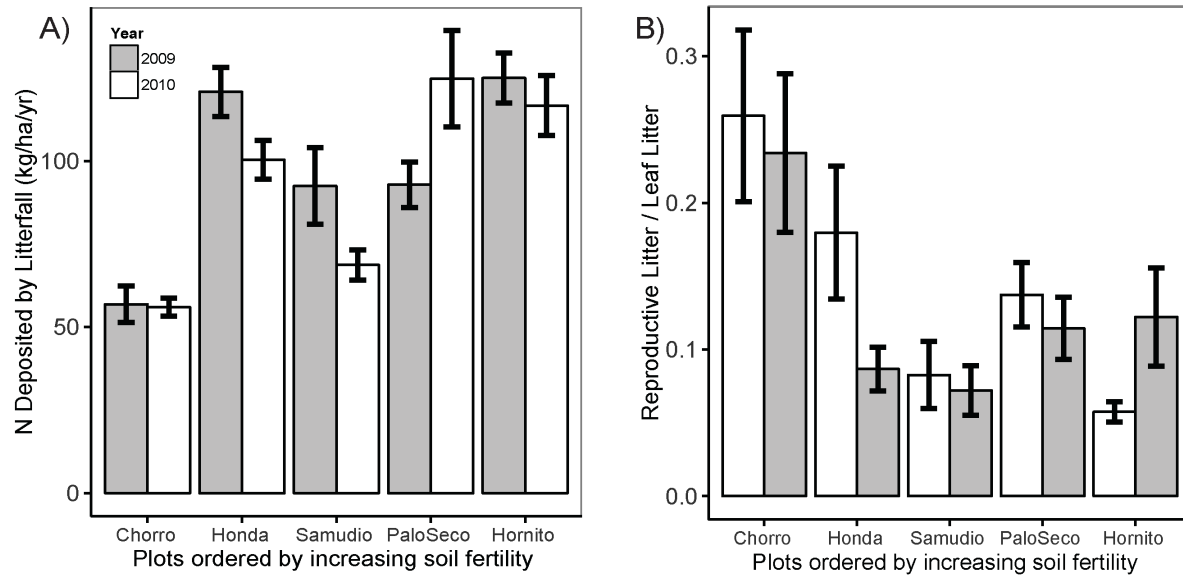 A)
Year
2009
2010
N Deposited by Litterfall (kg/ha/yr)
100
50
0
Chorro Honda Samudio PaloSeco Hornito
Plots ordered by increasing soil fertility
B)
Reproductive Litter / Leaf Litter
0.3
0.2
0.1
0.0
Chorro Honda Samudio PaloSeco Hornito
Plots ordered by increasing soil fertility